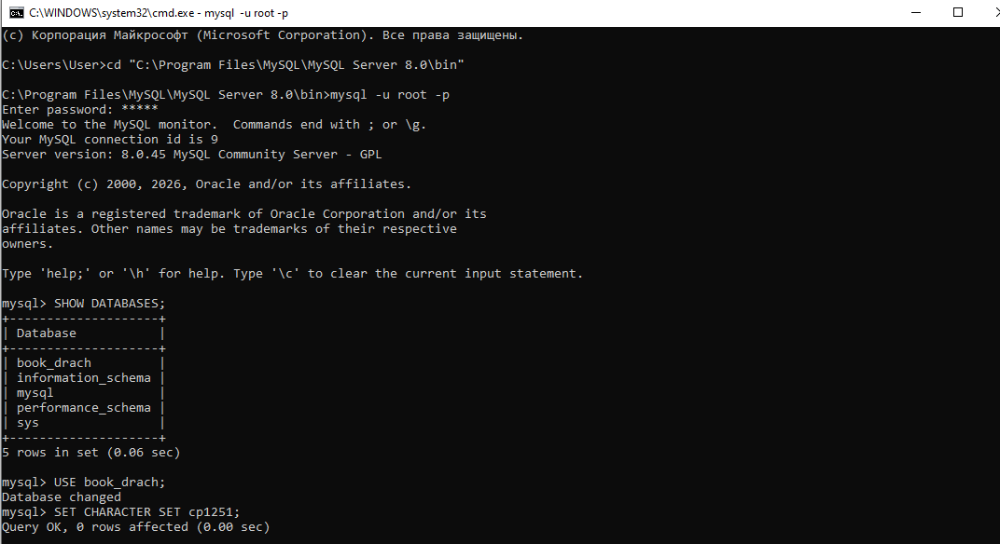 C:\WINDOWS\system32\cmd.exe - mysql  -u root -p
(c) Корпорация Майкрософт (Microsoft Corporation). Все права защищены.
C:\Users\User>cd "C:\Program Files\MySQL\MySQL Server 8.0\bin"
C:\Program Files\MySQL\MySQL Server 8.0\bin>mysql -u root -p
Enter password: *****
Welcome to the MySQL monitor.  Commands end with ; or \g.
Your MySQL connection id is 9
Server version: 8.0.45 MySQL Community Server - GPL
Copyright (c) 2000, 2026, Oracle and/or its affiliates.
Oracle is a registered trademark of Oracle Corporation and/or its
affiliates. Other names may be trademarks of their respective
owners.
Type 'help;' or '\h' for help. Type '\c' to clear the current input statement.
mysql> SHOW DATABASES;
+--------------------+
| Database           |
+--------------------+
| book_drach         |
| information_schema |
| mysql              |
| performance_schema |
| sys                |
+--------------------+
5 rows in set (0.06 sec)
mysql> USE book_drach;
Database changed
mysql> SET CHARACTER SET cp1251;
Query OK, 0 rows affected (0.00 sec)